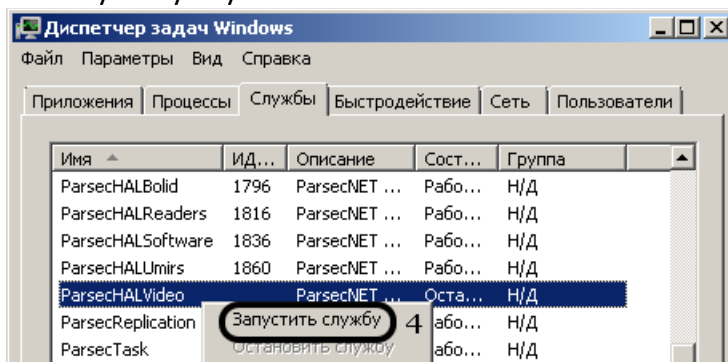 Диспетчер задач Windows
Файл Параметры Вид Справка
Приложения Процессы Службы Быстродействие Сеть Пользователи
Имя ИД... Описание Сост... Группа
ParsecHALBolid 1796 ParsecNET ... Рабо... Н/Д
ParsecHALReaders 1816 ParsecNET ... Рабо... Н/Д
ParsecHALSoftware 1836 ParsecNET ... Рабо... Н/Д
ParsecHALUmirs 1860 ParsecNET ... Рабо... Н/Д
ParsecHALVideo ParsecNET ... Оста... Н/Д
ParsecReplication Запустить службу 4 або... Н/Д
ParsecTask Остановить службу або... Н/Д